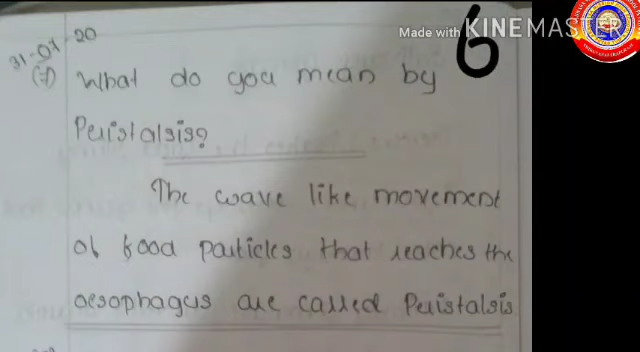 Made with KINEMASTER
6
31-07-20
(7) What do you mean by
Peristalsis?
The wave like movement
of food particles that reaches the
oesophagus are called Peristalsis